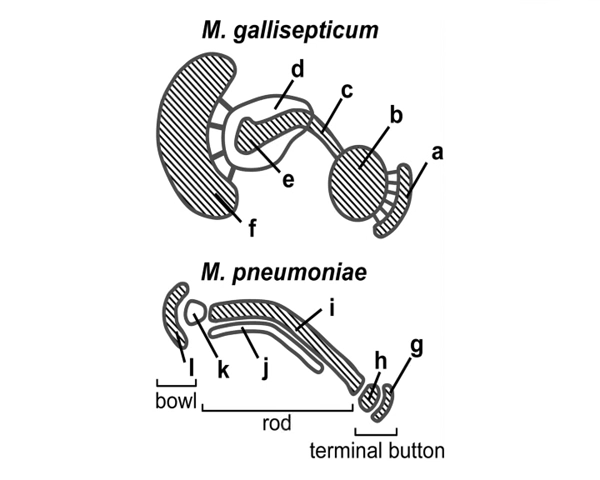 M. gallisepticum
d
c
b
a
e
f
M. pneumoniae
i
g
h
l k j
bowl
rod
terminal button